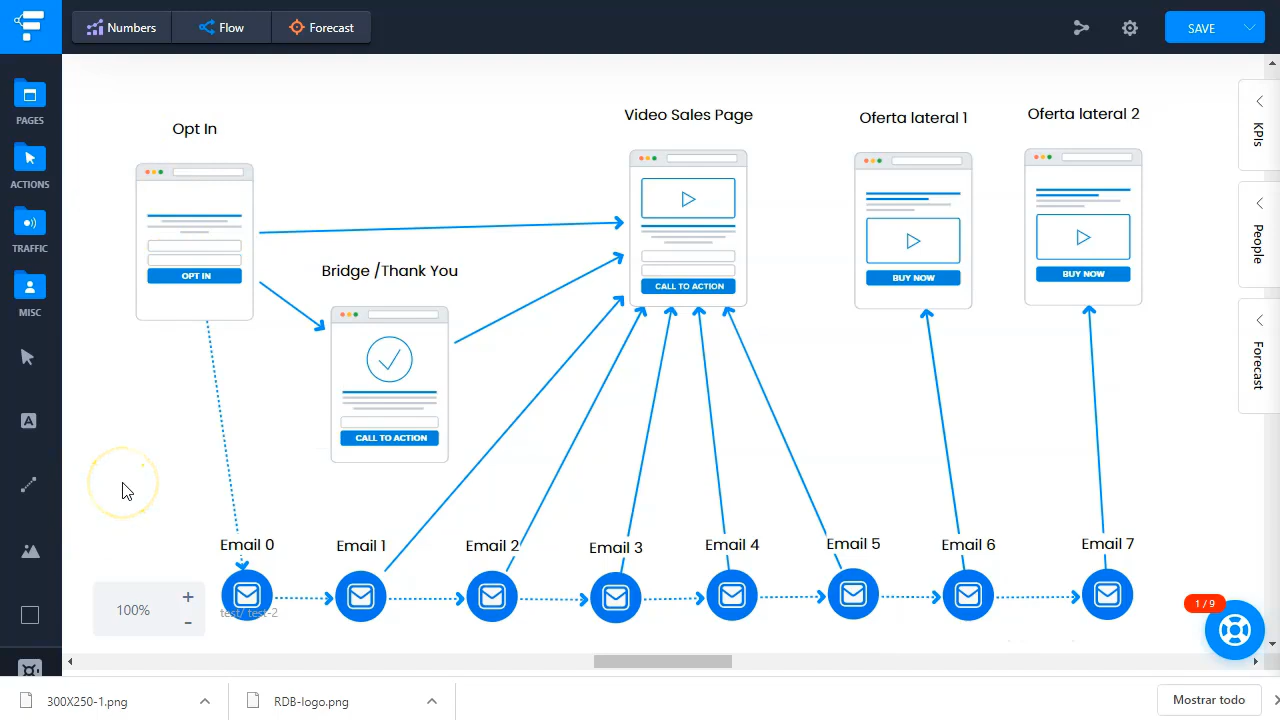 Numbers
Flow
Forecast
SAVE
PAGES
ACTIONS
TRAFFIC
MISC
Opt In
Video Sales Page
Oferta lateral 1
Oferta lateral 2
OPT IN
CALL TO ACTION
BUY NOW
BUY NOW
Bridge /Thank You
CALL TO ACTION
KPIs
People
Forecast
A
Email 0
Email 1
Email 2
Email 3
Email 4
Email 5
Email 6
Email 7
test/ test-2
100%
+
-
1 / 9
300X250-1.png
RDB-logo.png
Mostrar todo